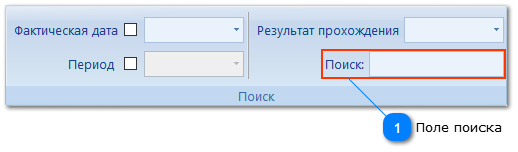 Фактическая дата Результат прохождения
Период Поиск:
Поиск
1 Поле поиска